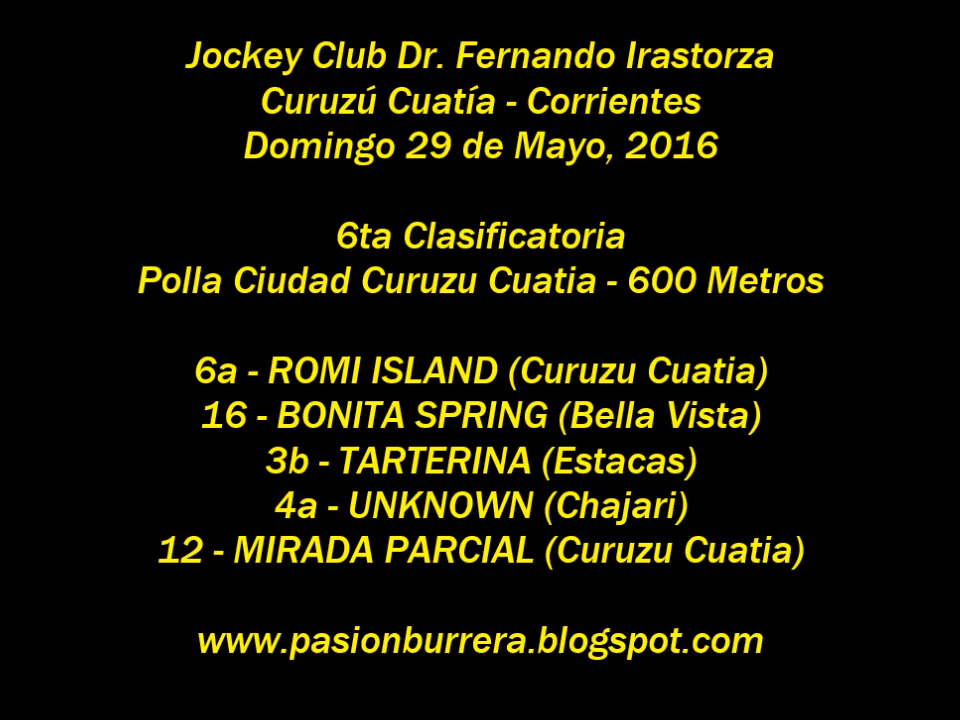 Jockey Club Dr. Fernando Irastorza
Curuzú Cuatía - Corrientes
Domingo 29 de Mayo, 2016
6ta Clasificatoria
Polla Ciudad Curuzu Cuatia - 600 Metros
6a - ROMI ISLAND (Curuzu Cuatia)
16 - BONITA SPRING (Bella Vista)
3b - TARTERINA (Estacas)
4a - UNKNOWN (Chajari)
12 - MIRADA PARCIAL (Curuzu Cuatia)
www.pasionburrera.blogspot.com